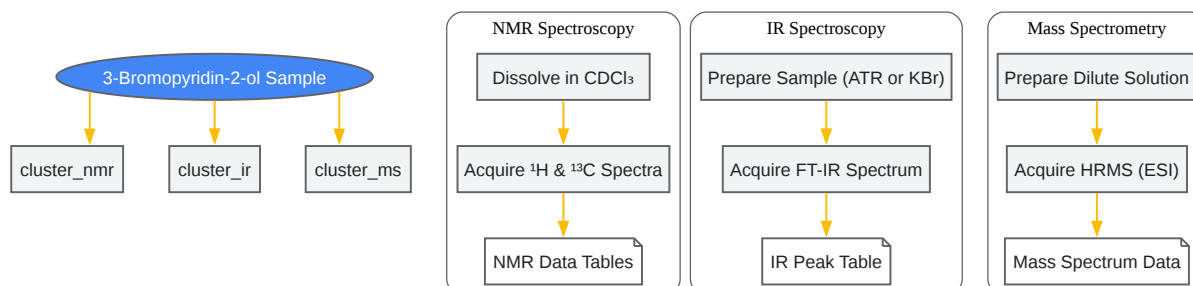 3-Bromopyridin-2-ol Sample
cluster_nmr
cluster_ir
cluster_ms
NMR Spectroscopy
Dissolve in CDCl₃
Acquire ¹H & ¹³C Spectra
NMR Data Tables
IR Spectroscopy
Prepare Sample (ATR or KBr)
Acquire FT-IR Spectrum
IR Peak Table
Mass Spectrometry
Prepare Dilute Solution
Acquire HRMS (ESI)
Mass Spectrum Data